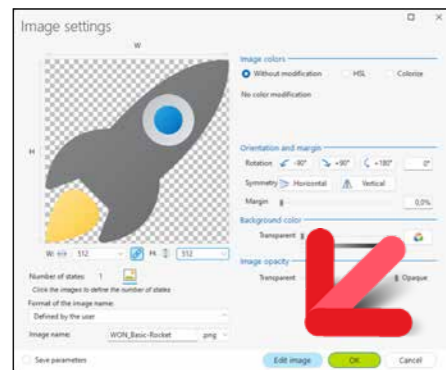 Image settings
W
H
Image colors
Without modification
HSL
Colorize
No color modification
Orientation and margin
Rotation
-90°
+90°
+180°
0°
Symmetry
Horizontal
Vertical
Margin
0,0%
Background color
Transparent
Image opacity
Transparent
Opaque
W:
512
H:
512
Number of states:
1
Click the images to define the number of states
Format of the image name:
Defined by the user
Image name:
WON_Basic-Rocket
.png
Save parameters
Edit image
OK
Cancel